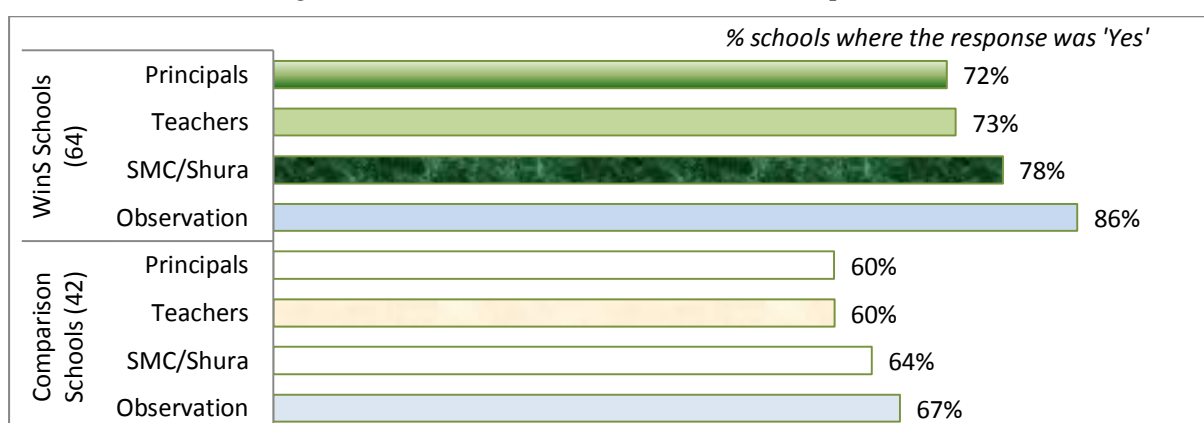 % schools where the response was 'Yes'
WinS Schools
(64)
Principals 72%
Teachers 73%
SMC/Shura 78%
Observation 86%
Comparison
Schools (42)
Principals 60%
Teachers 60%
SMC/Shura 64%
Observation 67%